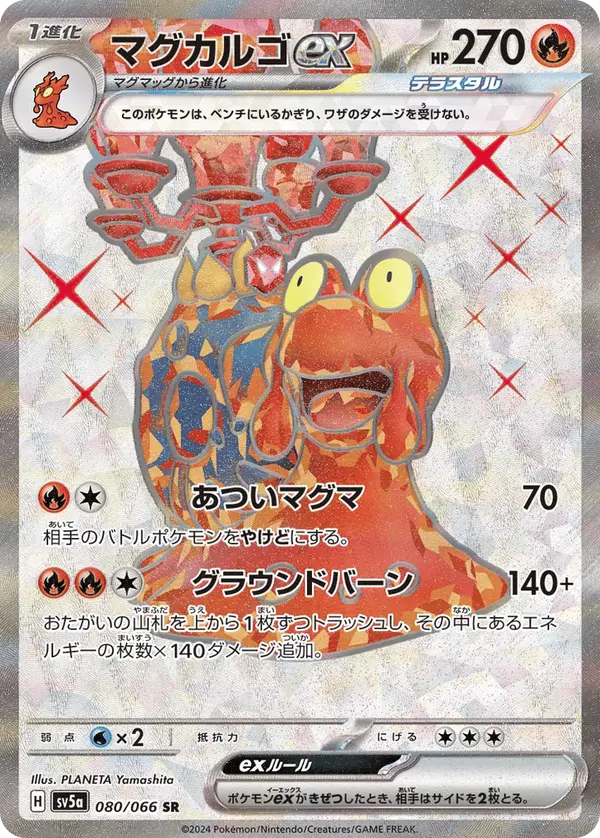 1進化
マグカルゴex
HP270
マグマッグから進化
テラスタル
このポケモンは、ベンチにいるかぎり、ワザのダメージを受けない。
あついマグマ 70
相手のバトルポケモンをやけどにする。
グラウンドバーン 140+
おたがいの山札を上から1枚ずつトラッシュし、その中にあるエネ
ルギーの枚数×140ダメージ追加。
弱点 ×2 抵抗力 にげる
exルール
ポケモンexがきぜつしたとき、相手はサイドを2枚とる。
Illus. PLANETA Yamashita
H sv5a 080/066 SR
©2024 Pokémon/Nintendo/Creatures/GAME FREAK.